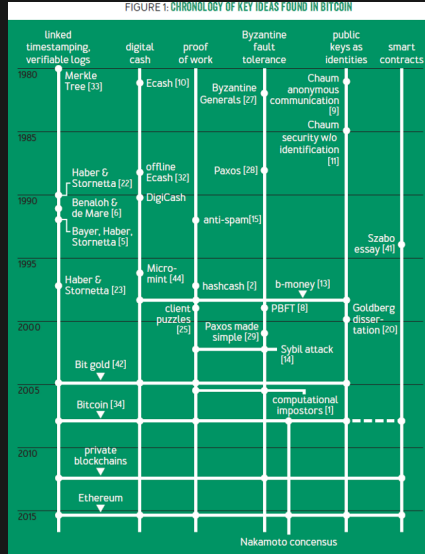 FIGURE 1: CHRONOLOGY OF KEY IDEAS FOUND IN BITCOIN
linked
timestamping,
verifiable logs
digital
cash
proof
of work
Byzantine
fault
tolerance
public
keys as
identities
smart
contracts
1980
Merkle
Tree [33]
Ecash [10]
Byzantine
Generals [27]
Chaum
anonymous
communication
[9]
1985
Chaum
security w/o
identification
[11]
Haber &
Stornetta [22]
offline
Ecash [32]
Paxos [28]
1990
DigiCash
Benaloh &
de Mare [6]
Bayer, Haber,
Stornetta [5]
anti-spam[15]
Szabo
essay [41]
1995
Micro-
mint [44]
Haber &
Stornetta [23]
hashcash [2]
b-money [13]
client
puzzles
[25]
PBFT [8]
Goldberg
disser-
tation [20]
2000
Paxos made
simple [29]
Sybil attack
[14]
Bit gold [42]
2005
computational
impostors [1]
Bitcoin [34]
2010
private
blockchains
Ethereum
2015
Nakamoto concensus